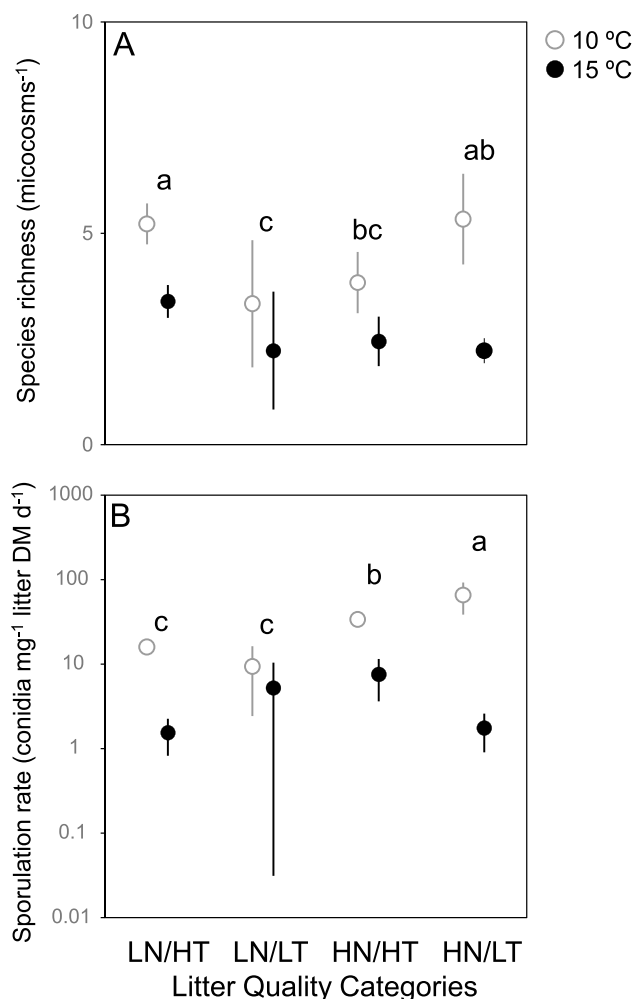 10
A
10 ºC
15 ºC
Species richness (micocosms⁻¹)
ab
a
c
bc
5
0
1000
B
Sporulation rate (conidia mg⁻¹ litter DM d⁻¹)
a
100
b
c
c
10
1
0.1
0.01
LN/HT LN/LT HN/HT HN/LT
Litter Quality Categories